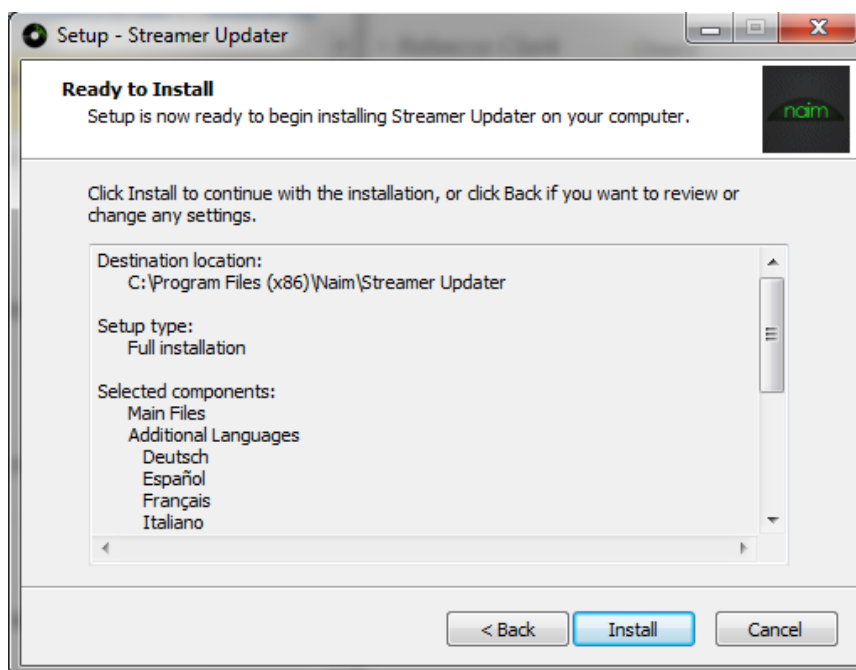 Setup - Streamer Updater
Ready to Install
Setup is now ready to begin installing Streamer Updater on your computer.
naim
Click Install to continue with the installation, or click Back if you want to review or
change any settings.
Destination location:
C:\Program Files (x86)\Naim\Streamer Updater
Setup type:
Full installation
Selected components:
Main Files
Additional Languages
Deutsch
Español
Français
Italiano
< Back
Install
Cancel